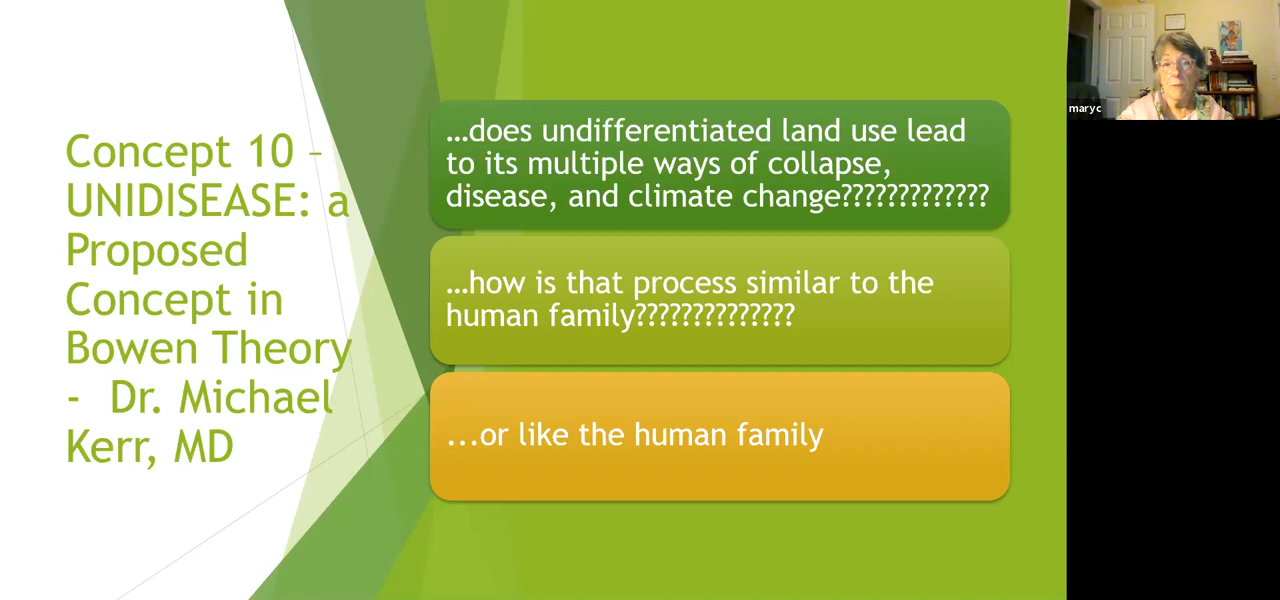 Concept 10 –
UNIDISEASE: a
Proposed
Concept in
Bowen Theory
- Dr. Michael
Kerr, MD
…does undifferentiated land use lead
to its multiple ways of collapse,
disease, and climate change?????????????
…how is that process similar to the
human family??????????????
...or like the human family
maryc